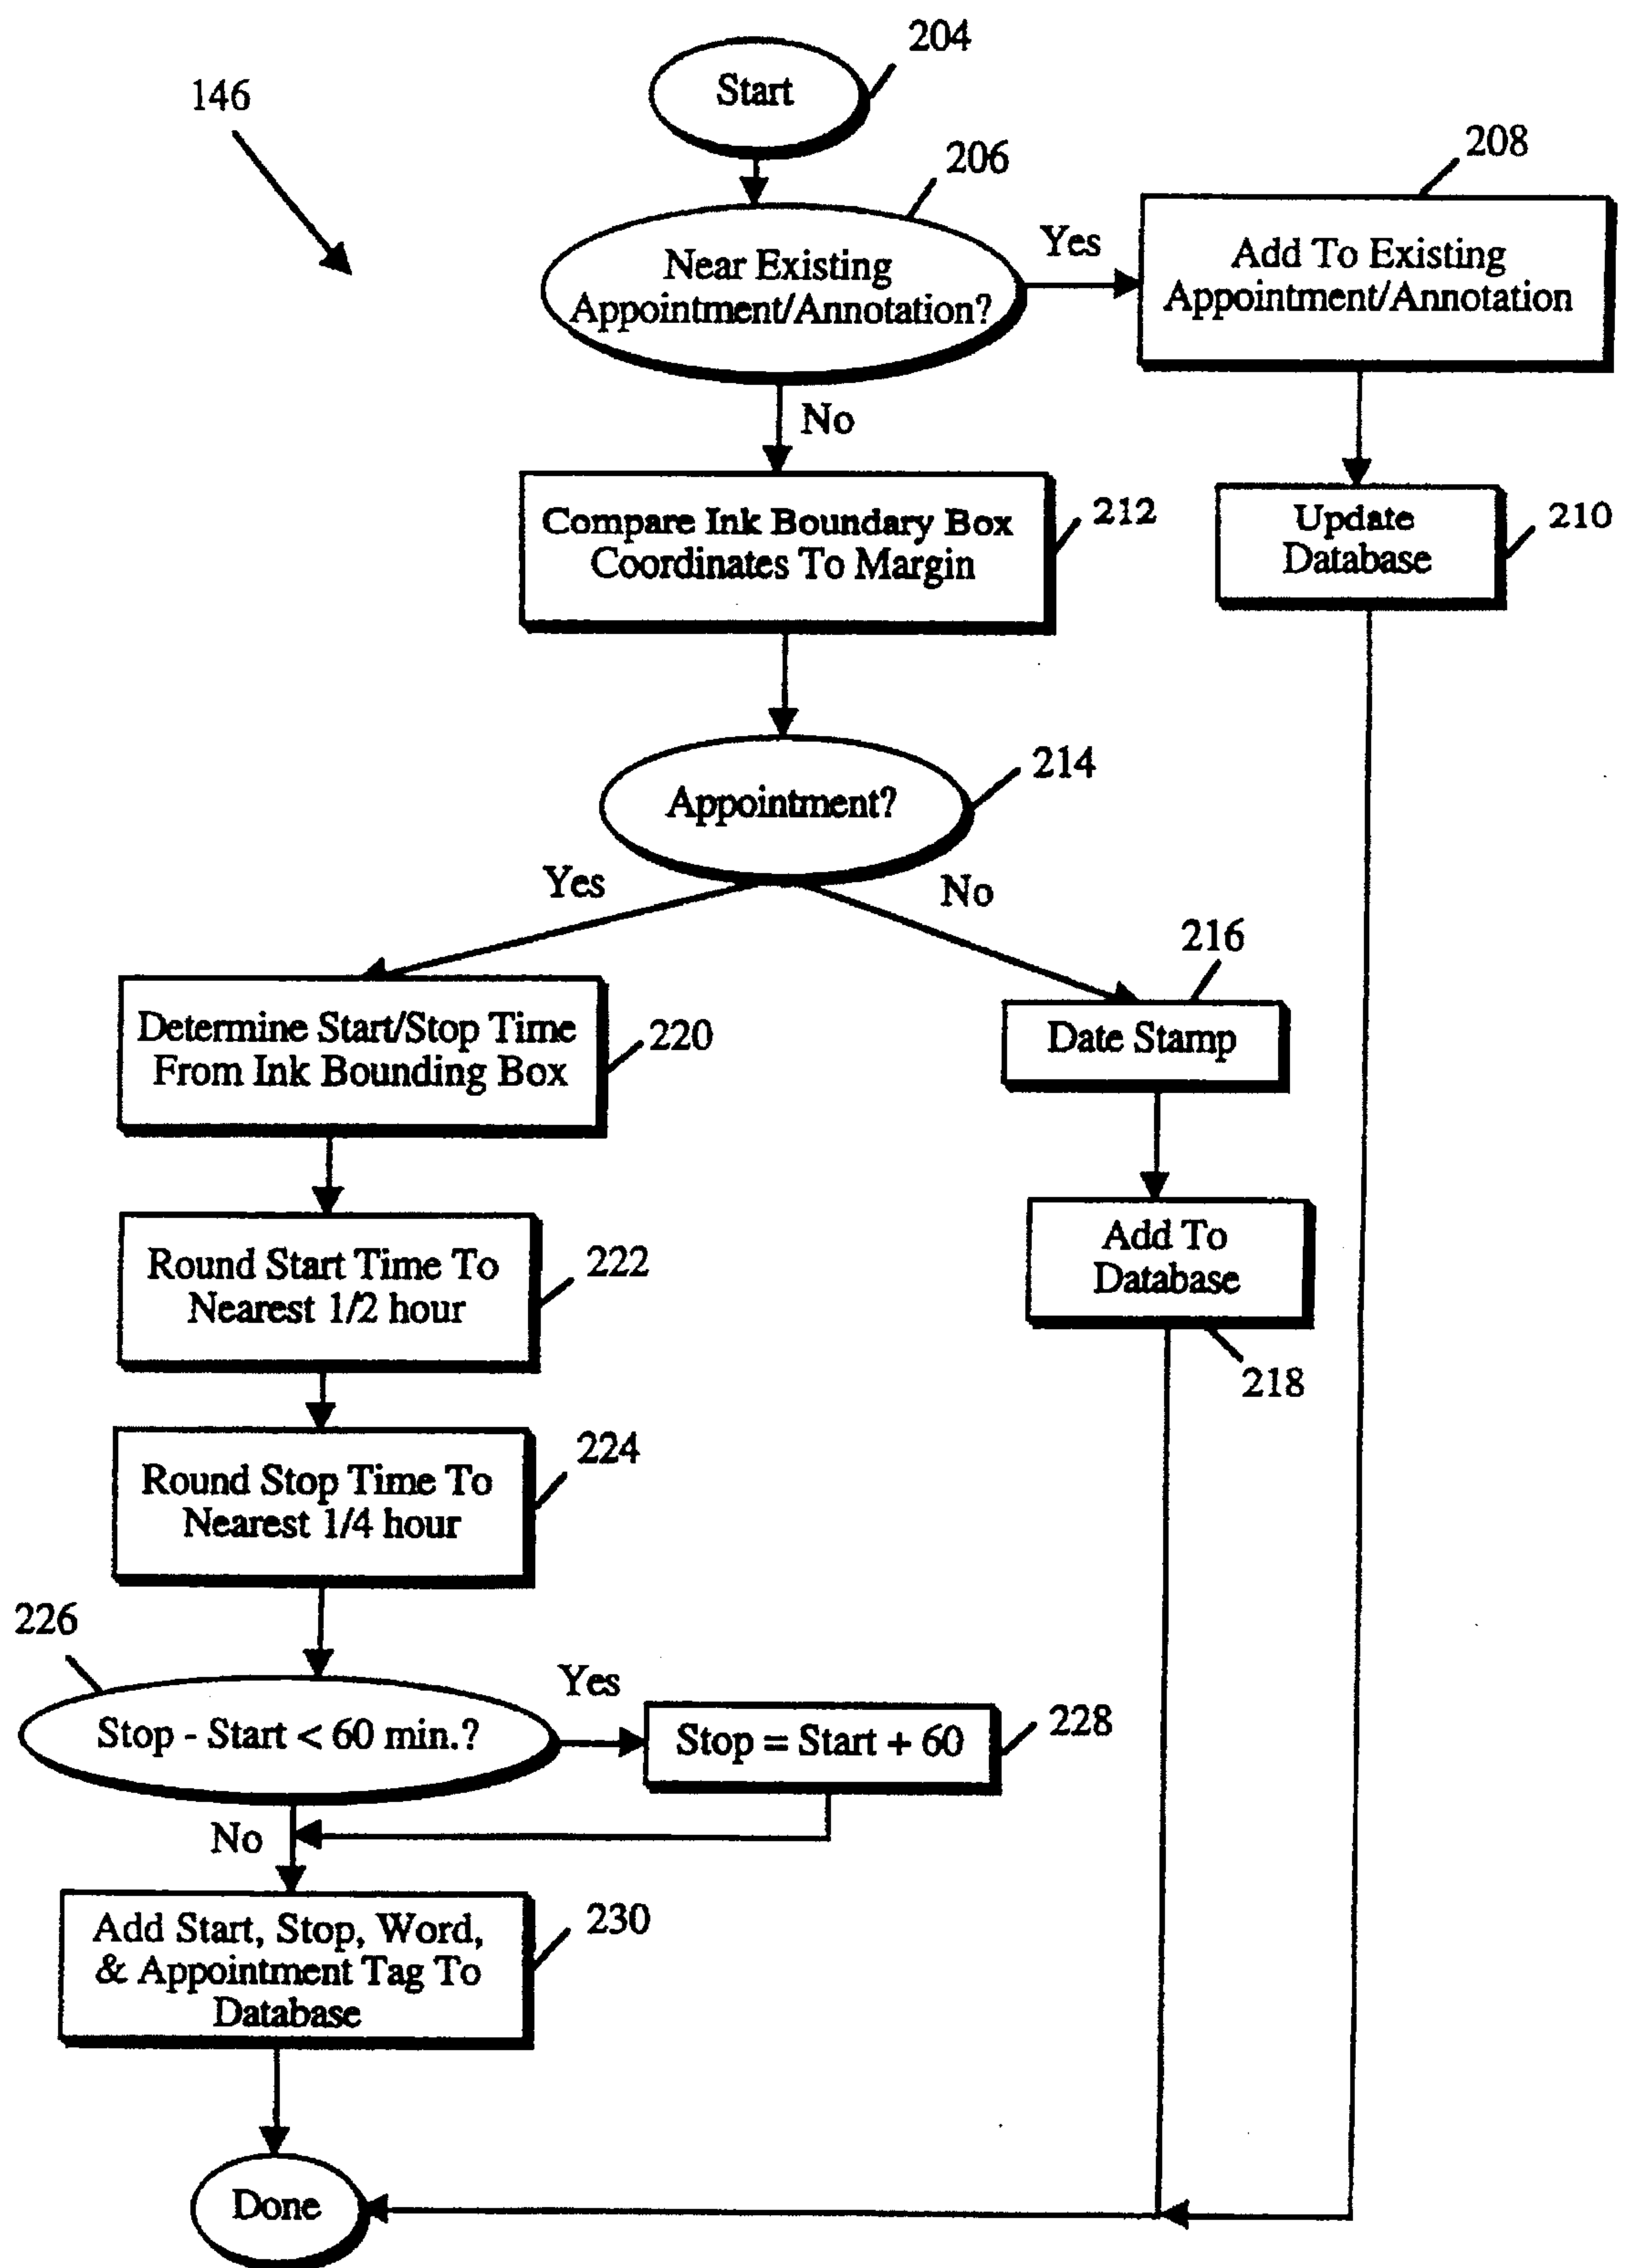 204
Start
146
206
208
Near Existing
Appointment/Annotation?
Yes
Add To Existing
Appointment/Annotation
No
Compare Ink Boundary Box
Coordinates To Margin
212
Update
Database
210
Appointment?
214
Yes
No
216
Determine Start/Stop Time
From Ink Bounding Box
220
Date Stamp
Round Start Time To
Nearest 1/2 hour
222
Add To
Database
218
Round Stop Time To
Nearest 1/4 hour
224
226
Stop - Start < 60 min.?
Yes
Stop = Start + 60
228
No
Add Start, Stop, Word,
& Appointment Tag To
Database
230
Done